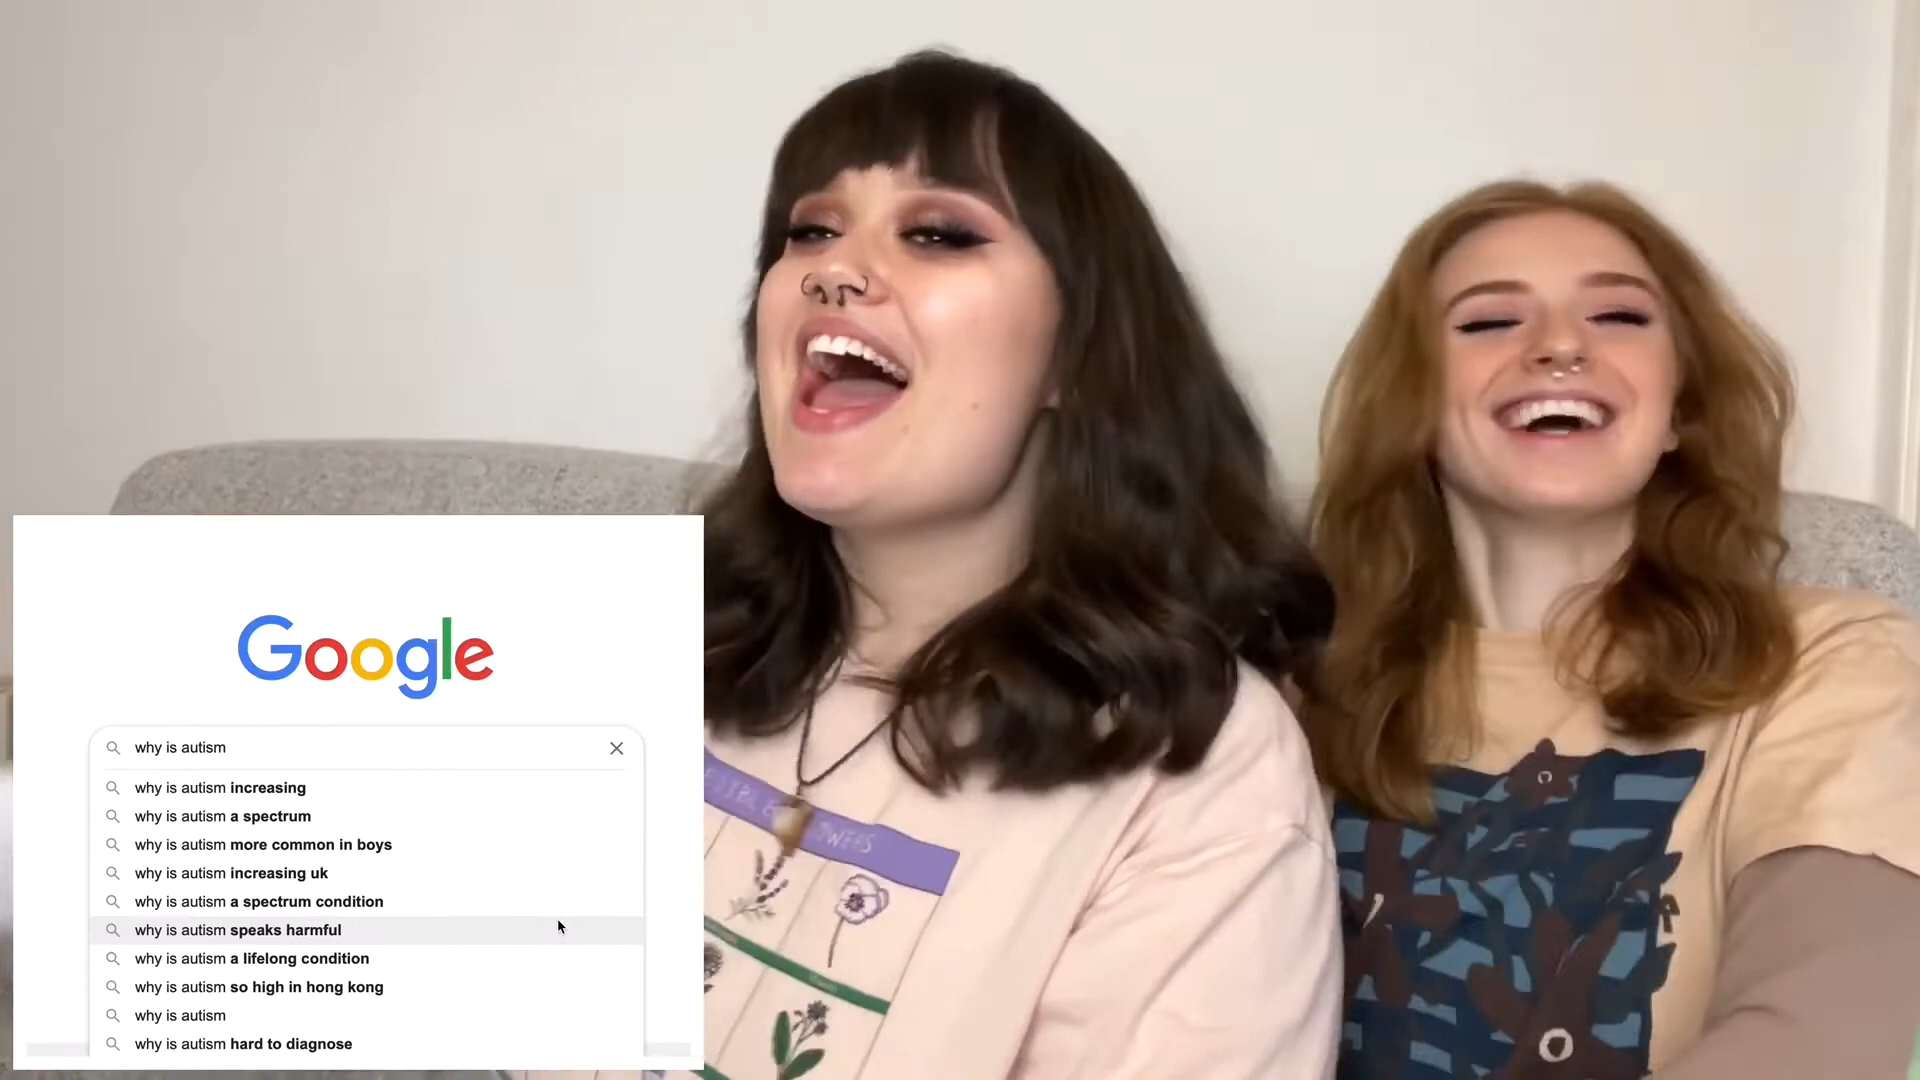 Google
why is autism
why is autism increasing
why is autism a spectrum
why is autism more common in boys
why is autism increasing uk
why is autism a spectrum condition
why is autism speaks harmful
why is autism a lifelong condition
why is autism so high in hong kong
why is autism
why is autism hard to diagnose